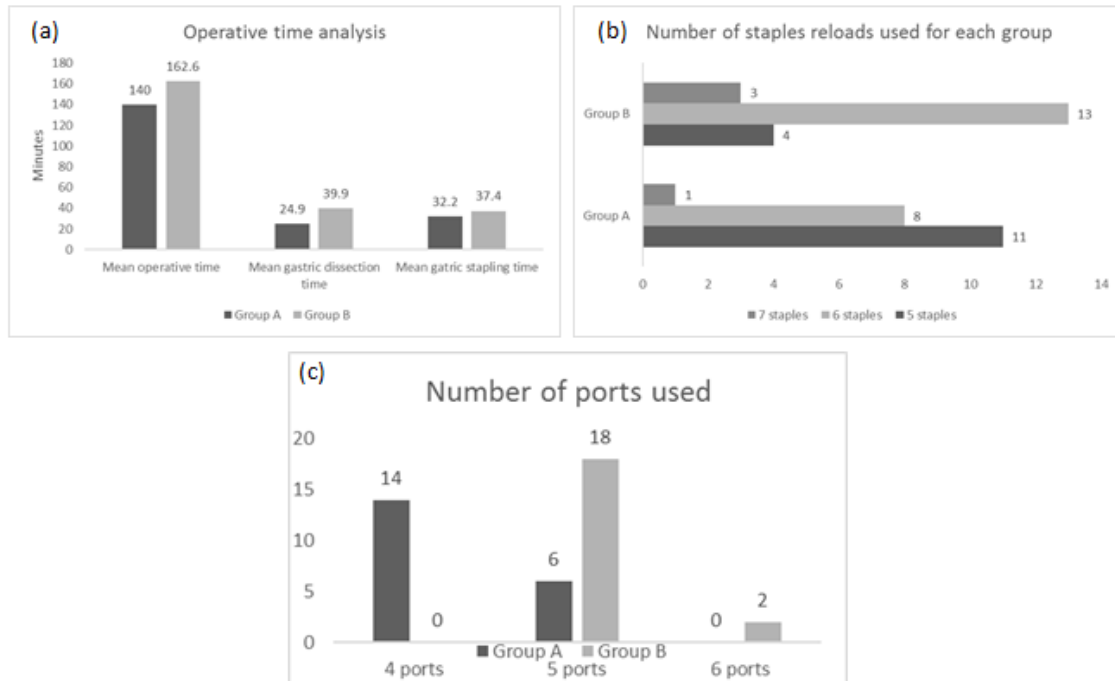 (a)
Operative time analysis
Minutes
180
160
140
120
100
80
60
40
20
0
140
162.6
24.9
39.9
32.2
37.4
Mean operative time
Mean gastric dissection
time
Mean gatric stapling time
Group A
Group B
(b)
Number of staples reloads used for each group
Group B
3
13
4
Group A
1
8
11
0 2 4 6 8 10 12 14
7 staples
6 staples
5 staples
(c)
Number of ports used
20
15
10
5
0
14
0
6
18
0
2
Group A
Group B
4 ports
5 ports
6 ports